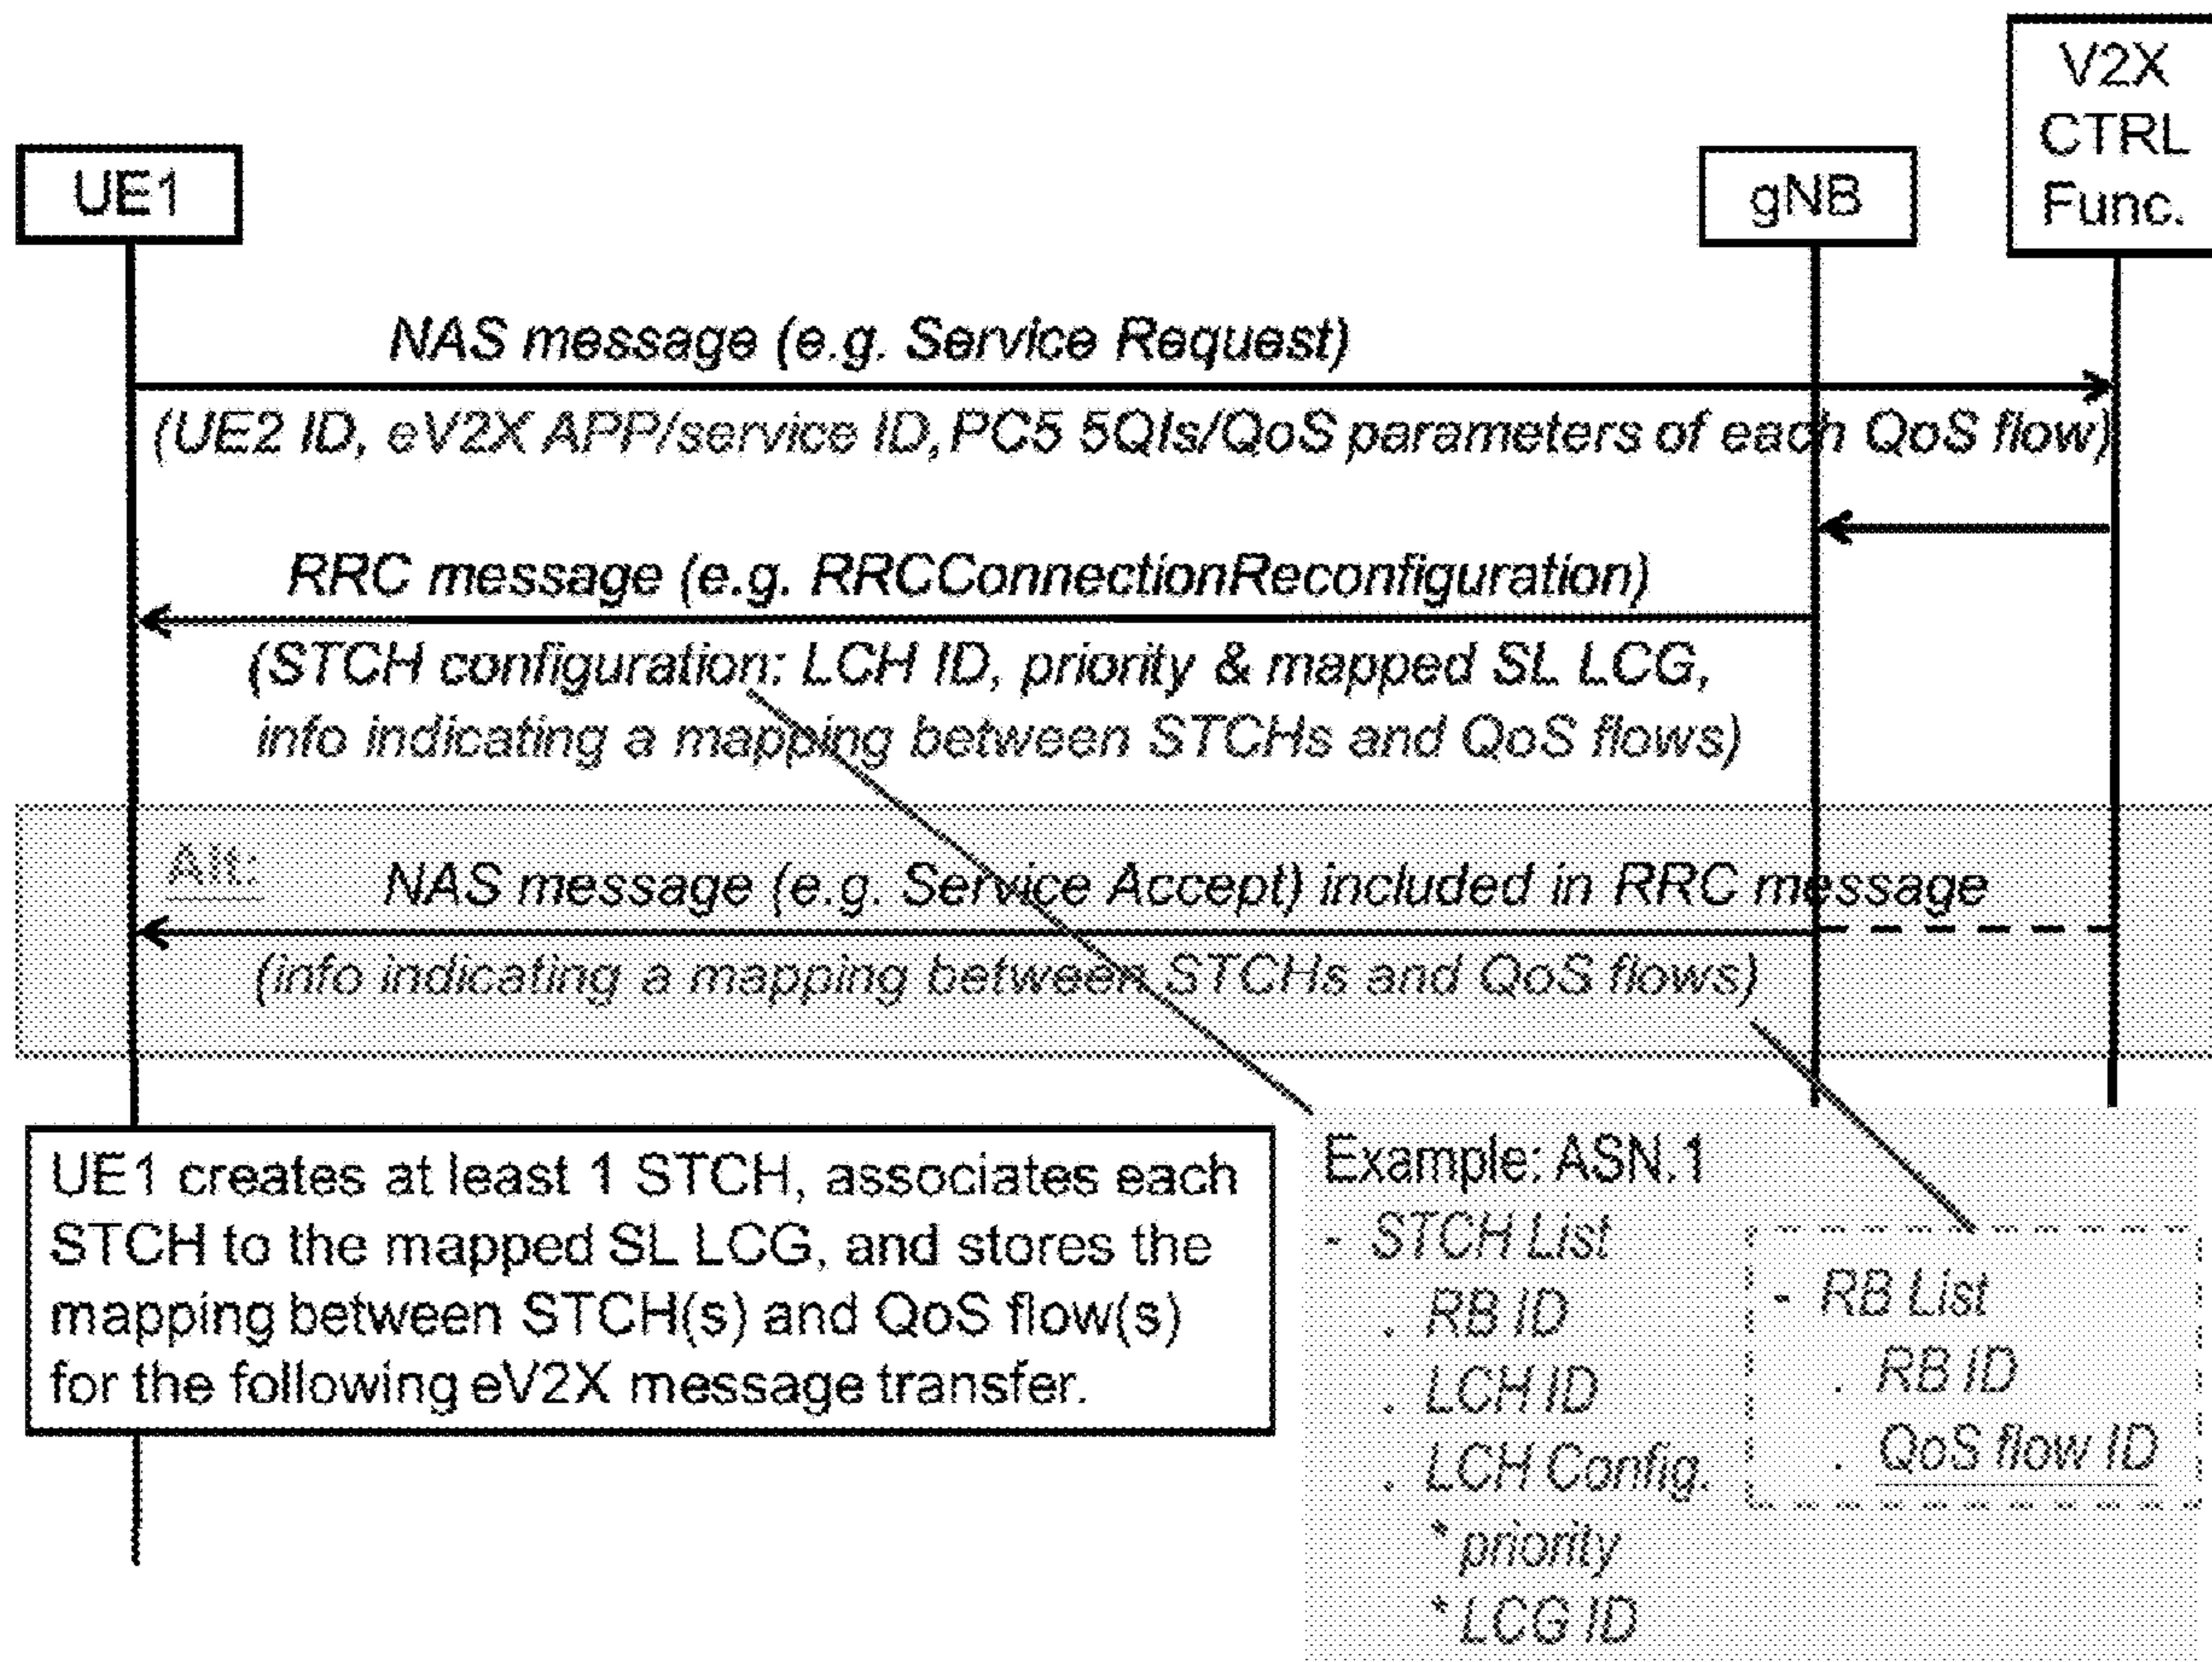 V2X
CTRL
Func.
UE1
gNB
NAS message (e.g. Service Request)
(UE2 ID, eV2X APP/service ID, PC5 5QIs/QoS parameters of each QoS flow)
RRC message (e.g. RRCConnectionReconfiguration)
(STCH configuration: LCH ID, priority & mapped SL LCG,
info indicating a mapping between STCHs and QoS flows)
Alt:
NAS message (e.g. Service Accept) included in RRC message
(info indicating a mapping between STCHs and QoS flows)
UE1 creates at least 1 STCH, associates each
STCH to the mapped SL LCG, and stores the
mapping between STCH(s) and QoS flow(s)
for the following eV2X message transfer.
Example: ASN.1
- STCH List
. RB ID
. LCH ID
. LCH Config.
* priority
* LCG ID
- RB List
. RB ID
. QoS flow ID